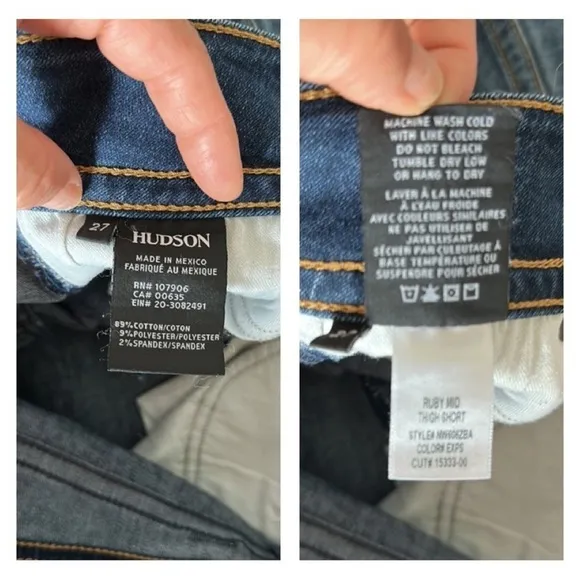 27
HUDSON
MADE IN MEXICO
FABRIQUÉ AU MEXIQUE
RN# 107906
CA# 00635
EIN# 20-3082491
89% COTTON/COTON
9% POLYESTER/POLYESTER
2% SPANDEX/SPANDEX
MACHINE WASH COLD
WITH LIKE COLORS
DO NOT BLEACH
TUMBLE DRY LOW
OR HANG TO DRY
LAVER À LA MACHINE
À L'EAU FROIDE
AVEC COULEURS SIMILAIRES
NE PAS UTILISER DE
JAVELLISANT
SÉCHER PAR CULBUTAGE À
BASSE TEMPÉRATURE OU
SUSPENDRE POUR SÉCHER
RUBY MID
THIGH SHORT
STYLE#
COLOR# EXPS
CUT# 15333-00